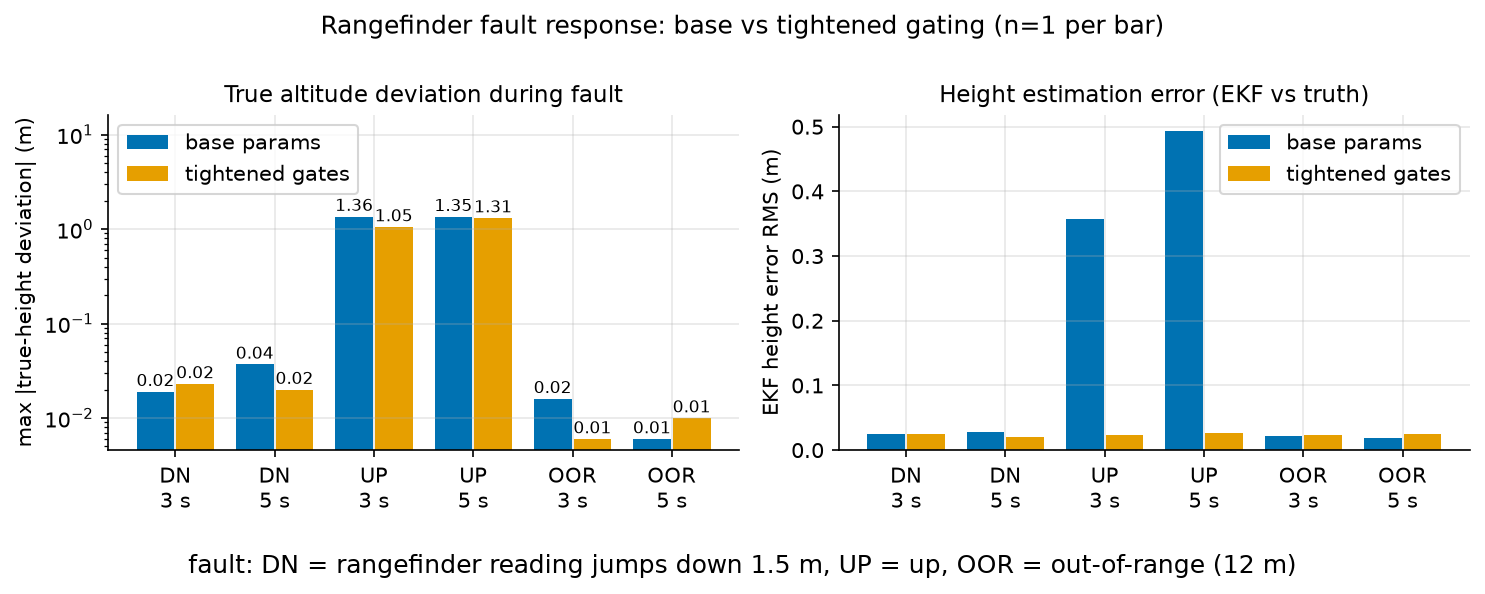 Rangefinder fault response: base vs tightened gating (n=1 per bar)
True altitude deviation during fault
max |true-height deviation| (m)
10¹
10⁰
10⁻¹
10⁻²
base params
tightened gates
0.02 0.02 0.04 0.02 1.36 1.05 1.35 1.31 0.02 0.01 0.01 0.01
DN DN UP UP OOR OOR
3 s 5 s 3 s 5 s 3 s 5 s
Height estimation error (EKF vs truth)
EKF height error RMS (m)
0.5
0.4
0.3
0.2
0.1
0.0
base params
tightened gates
DN DN UP UP OOR OOR
3 s 5 s 3 s 5 s 3 s 5 s
fault: DN = rangefinder reading jumps down 1.5 m, UP = up, OOR = out-of-range (12 m)